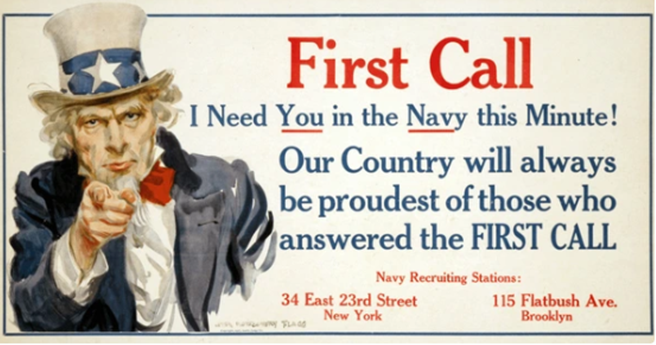 First Call
I Need You in the Navy this Minute!
Our Country will always
be proudest of those who
answered the FIRST CALL
Navy Recruiting Stations:
34 East 23rd Street
New York
115 Flatbush Ave.
Brooklyn